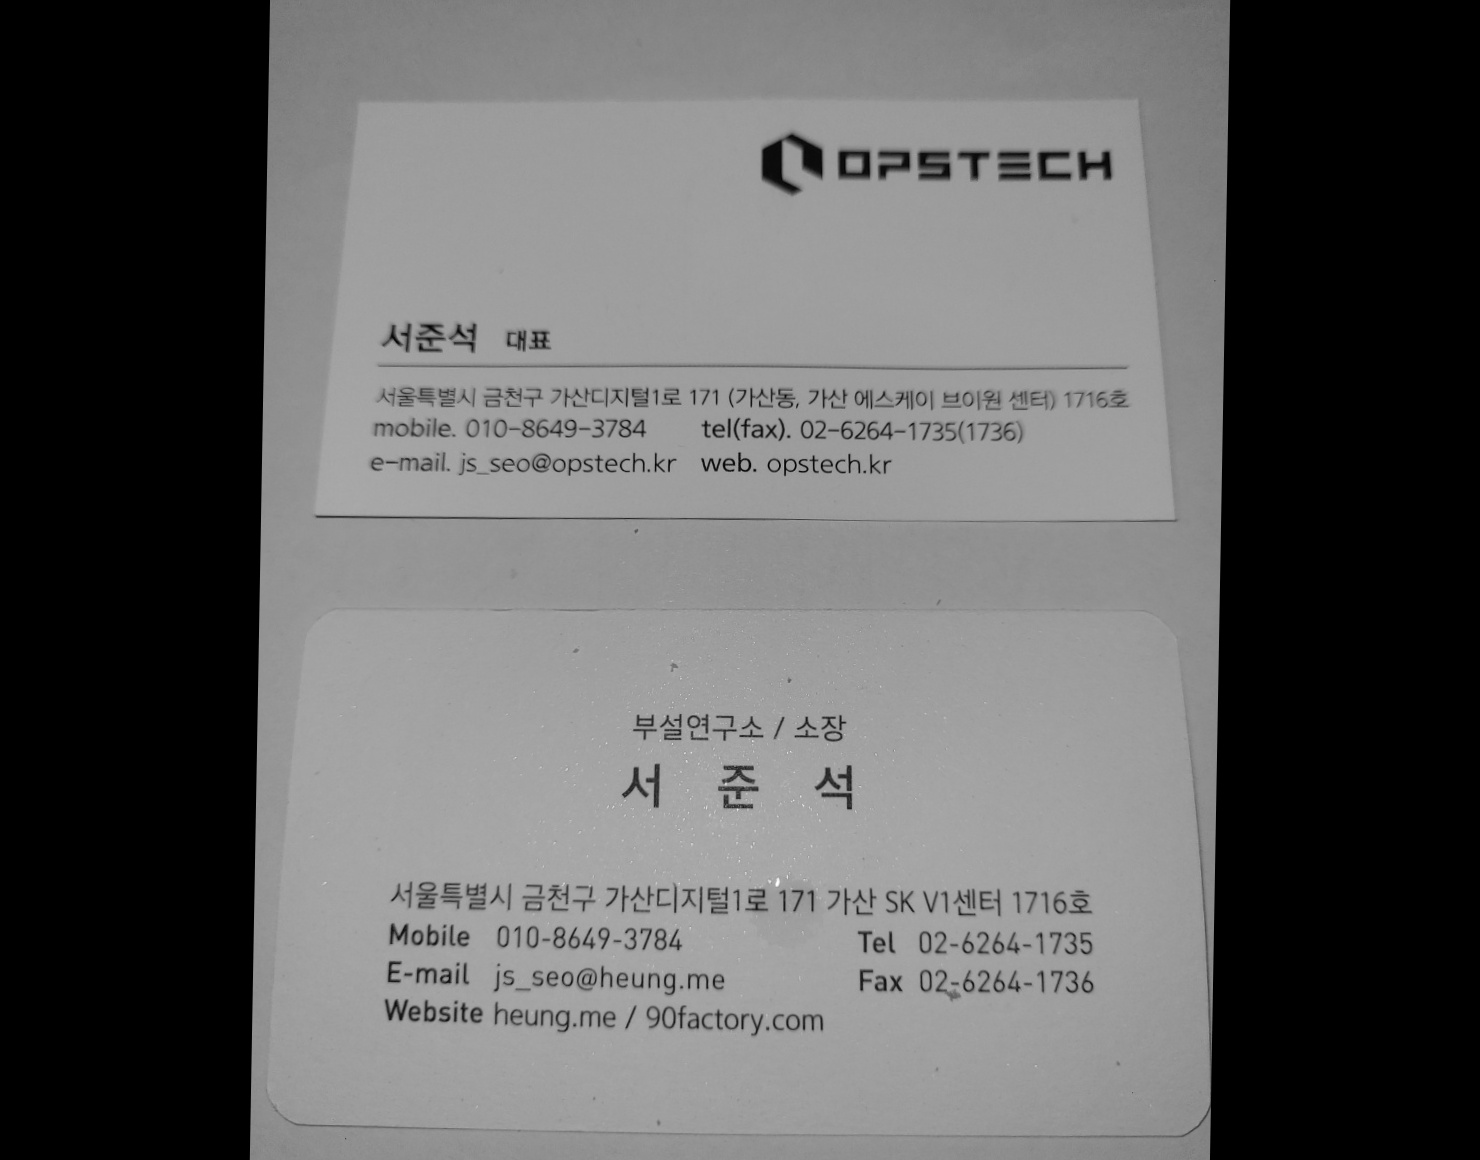 OPSTECH
서준석 대표
서울특별시 금천구 가산디지털1로 171 (가산동, 가산 에스케이 브이원 센터) 1716호
mobile. 010-8649-3784 tel(fax). 02-6264-1735(1736)
e-mail. js_seo@opstech.kr web. opstech.kr
부설연구소 / 소장
서 준 석
서울특별시 금천구 가산디지털1로 171 가산 SK V1센터 1716호
Mobile 010-8649-3784 Tel 02-6264-1735
E-mail js_seo@heung.me Fax 02-6264-1736
Website heung.me / 90factory.com